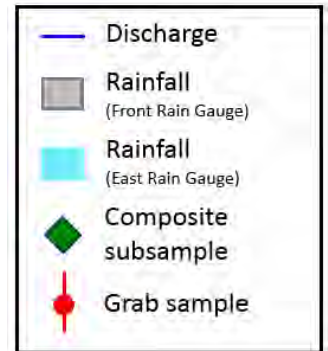 Discharge
Rainfall
(Front Rain Gauge)
Rainfall
(East Rain Gauge)
Composite
subsample
Grab sample